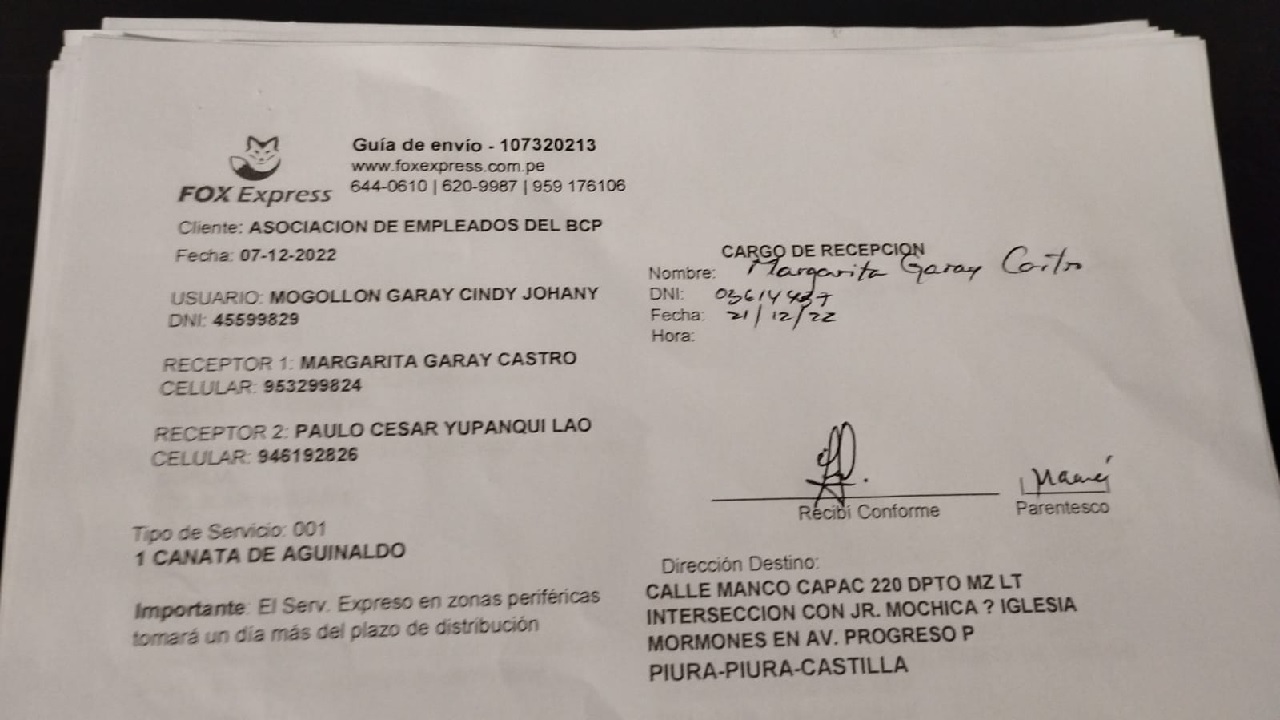 FOX Express
Guía de envío - 107320213
www.foxexpress.com.pe
644-0610 | 620-9987 | 959 176106
Cliente: ASOCIACION DE EMPLEADOS DEL BCP
Fecha: 07-12-2022
USUARIO: MOGOLLON GARAY CINDY JOHANY
DNI: 45599829
RECEPTOR 1: MARGARITA GARAY CASTRO
CELULAR: 953299824
RECEPTOR 2: PAULO CESAR YUPANQUI LAO
CELULAR: 946192826
Tipo de Servicio: 001
1 CANATA DE AGUINALDO
Importante: El Serv. Expreso en zonas periféricas
tomará un día más del plazo de distribución
CARGO DE RECEPCION
Nombre: Margarita Garay Castro
DNI: 03614437
Fecha: 21/12/22
Hora:
Recibí Conforme
Mamá
Parentesco
Dirección Destino:
CALLE MANCO CAPAC 220 DPTO MZ LT
INTERSECCION CON JR. MOCHICA ? IGLESIA
MORMONES EN AV. PROGRESO P
PIURA-PIURA-CASTILLA